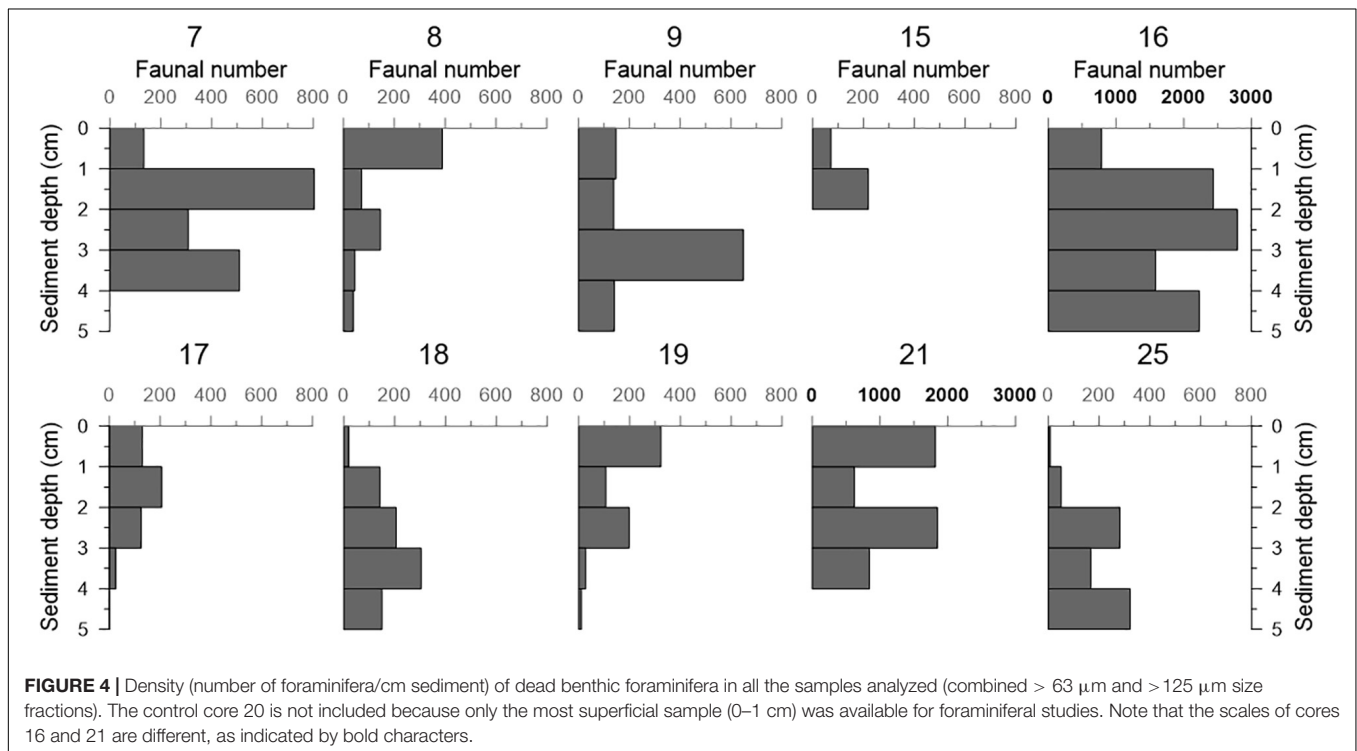 7 8 9 15 16
Faunal number Faunal number Faunal number Faunal number Faunal number
0 200 400 600 800 0 200 400 600 800 0 200 400 600 800 0 200 400 600 800 0 1000 2000 3000
Sediment depth (cm)
0
1
2
3
4
5
Sediment depth (cm)
0
1
2
3
4
5
17 18 19 21 25
0 200 400 600 800 0 200 400 600 800 0 200 400 600 800 0 1000 2000 3000 0 200 400 600 800
Sediment depth (cm)
0
1
2
3
4
5
Sediment depth (cm)
0
1
2
3
4
5
FIGURE 4 | Density (number of foraminifera/cm sediment) of dead benthic foraminifera in all the samples analyzed (combined > 63 μm and >125 μm size
fractions). The control core 20 is not included because only the most superficial sample (0–1 cm) was available for foraminiferal studies. Note that the scales of cores
16 and 21 are different, as indicated by bold characters.